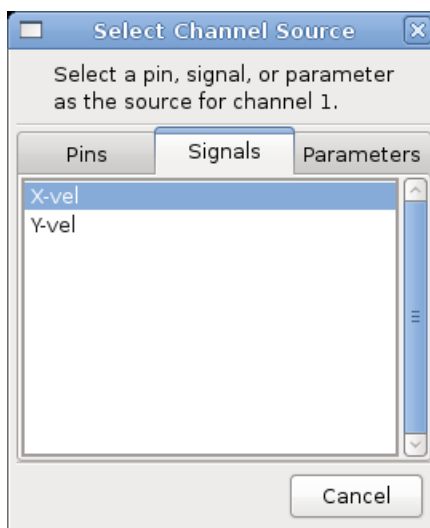 Select Channel Source
Select a pin, signal, or parameter
as the source for channel 1.
Pins
Signals
Parameters
X-vel
Y-vel
Cancel